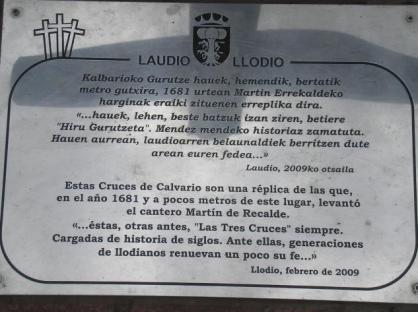 LAUDIO LLODIO
Kalbarioko Gurutze hauek, hemendik, bertatik
metro gutxira, 1681 urtean Martin Errekaldeko
harginak eraiki zituenen erreplika dira.
«...hauek, lehen, beste batzuk izan ziren, betiere
"Hiru Gurutzeta". Mendez mendeko historiaz zamatuta.
Hauen aurrean, laudioarren belaunaldiek berritzen dute
arean euren fedea...»
Laudio, 2009ko otsaila
Estas Cruces de Calvario son una réplica de las que,
en el año 1681 y a pocos metros de este lugar, levantó
el cantero Martín de Recalde.
«...éstas, otras antes, "Las Tres Cruces" siempre.
Cargadas de historia de siglos. Ante ellas, generaciones
de llodianos renuevan un poco su fe...»
Llodio, febrero de 2009